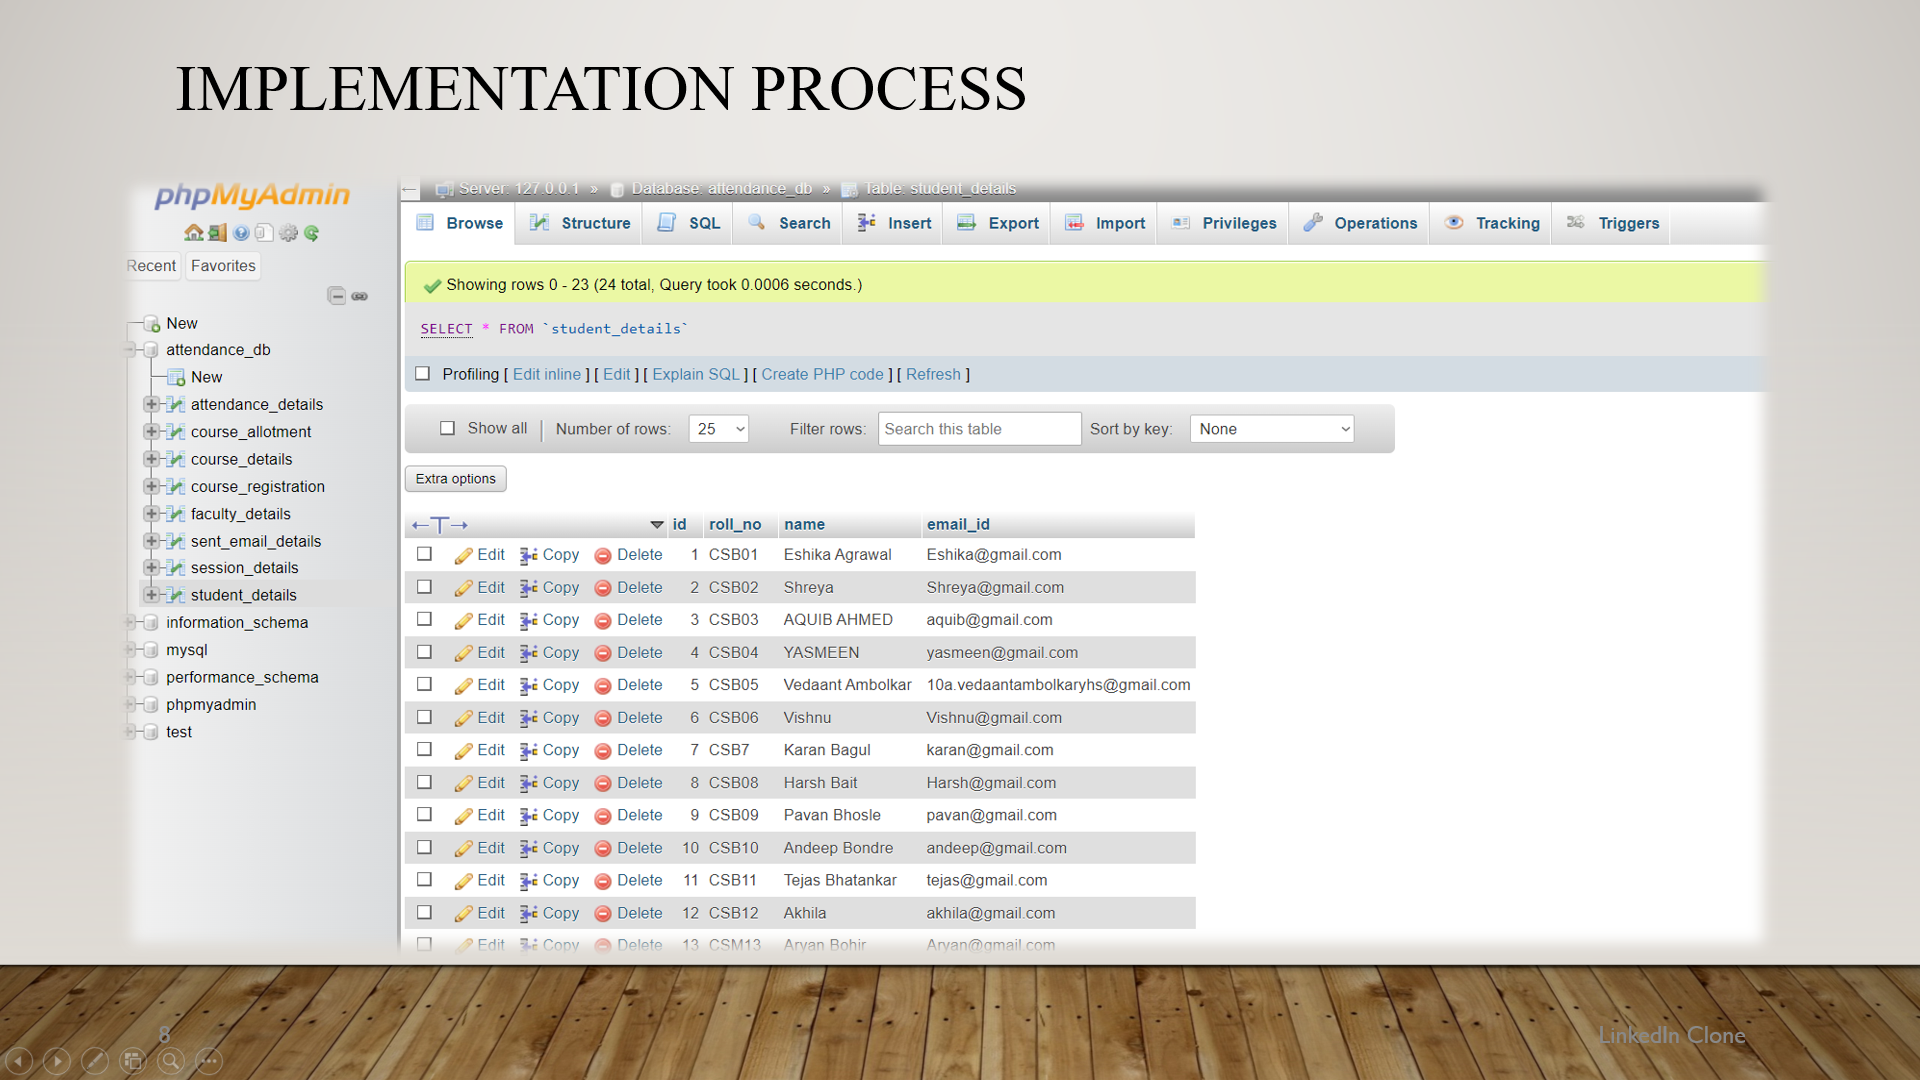 IMPLEMENTATION PROCESS
phpMyAdmin
Recent Favorites
New
attendance_db
New
attendance_details
course_allotment
course_details
course_registration
faculty_details
sent_email_details
session_details
student_details
information_schema
mysql
performance_schema
phpmyadmin
test
Server: 127.0.0.1 » Database: attendance_db » Table: student_details
Browse Structure SQL Search Insert Export Import Privileges Operations Tracking Triggers
Showing rows 0 - 23 (24 total, Query took 0.0006 seconds.)
SELECT * FROM `student_details`
Profiling [ Edit inline ] [ Edit ] [ Explain SQL ] [ Create PHP code ] [ Refresh ]
Show all | Number of rows: 25 Filter rows: Search this table Sort by key: None
Extra options
←T→ id roll_no name email_id
Edit Copy Delete 1 CSB01 Eshika Agrawal Eshika@gmail.com
Edit Copy Delete 2 CSB02 Shreya Shreya@gmail.com
Edit Copy Delete 3 CSB03 AQUIB AHMED aquib@gmail.com
Edit Copy Delete 4 CSB04 YASMEEN yasmeen@gmail.com
Edit Copy Delete 5 CSB05 Vedaant Ambolkar 10a.vedaantambolkaryhs@gmail.com
Edit Copy Delete 6 CSB06 Vishnu Vishnu@gmail.com
Edit Copy Delete 7 CSB7 Karan Bagul karan@gmail.com
Edit Copy Delete 8 CSB08 Harsh Bait Harsh@gmail.com
Edit Copy Delete 9 CSB09 Pavan Bhosle pavan@gmail.com
Edit Copy Delete 10 CSB10 Andeep Bondre andeep@gmail.com
Edit Copy Delete 11 CSB11 Tejas Bhatankar tejas@gmail.com
Edit Copy Delete 12 CSB12 Akhila akhila@gmail.com
Edit Copy Delete 13 CSM13 Aryan Bohir Aryan@gmail.com
8
LinkedIn Clone